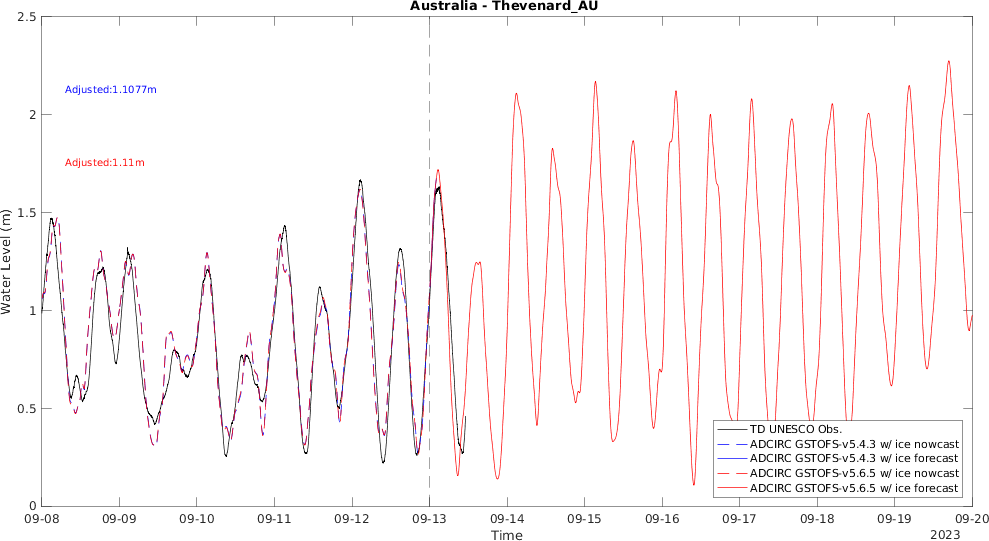 Australia - Thevenard_AU
2.5
2
1.5
1
0.5
0
Water Level (m)
Adjusted:1.1077m
Adjusted:1.11m
TD UNESCO Obs.
ADCIRC GSTOFS-v5.4.3 w/ ice nowcast
ADCIRC GSTOFS-v5.4.3 w/ ice forecast
ADCIRC GSTOFS-v5.6.5 w/ ice nowcast
ADCIRC GSTOFS-v5.6.5 w/ ice forecast
09-08 09-09 09-10 09-11 09-12 09-13 09-14 09-15 09-16 09-17 09-18 09-19 09-20
Time
2023